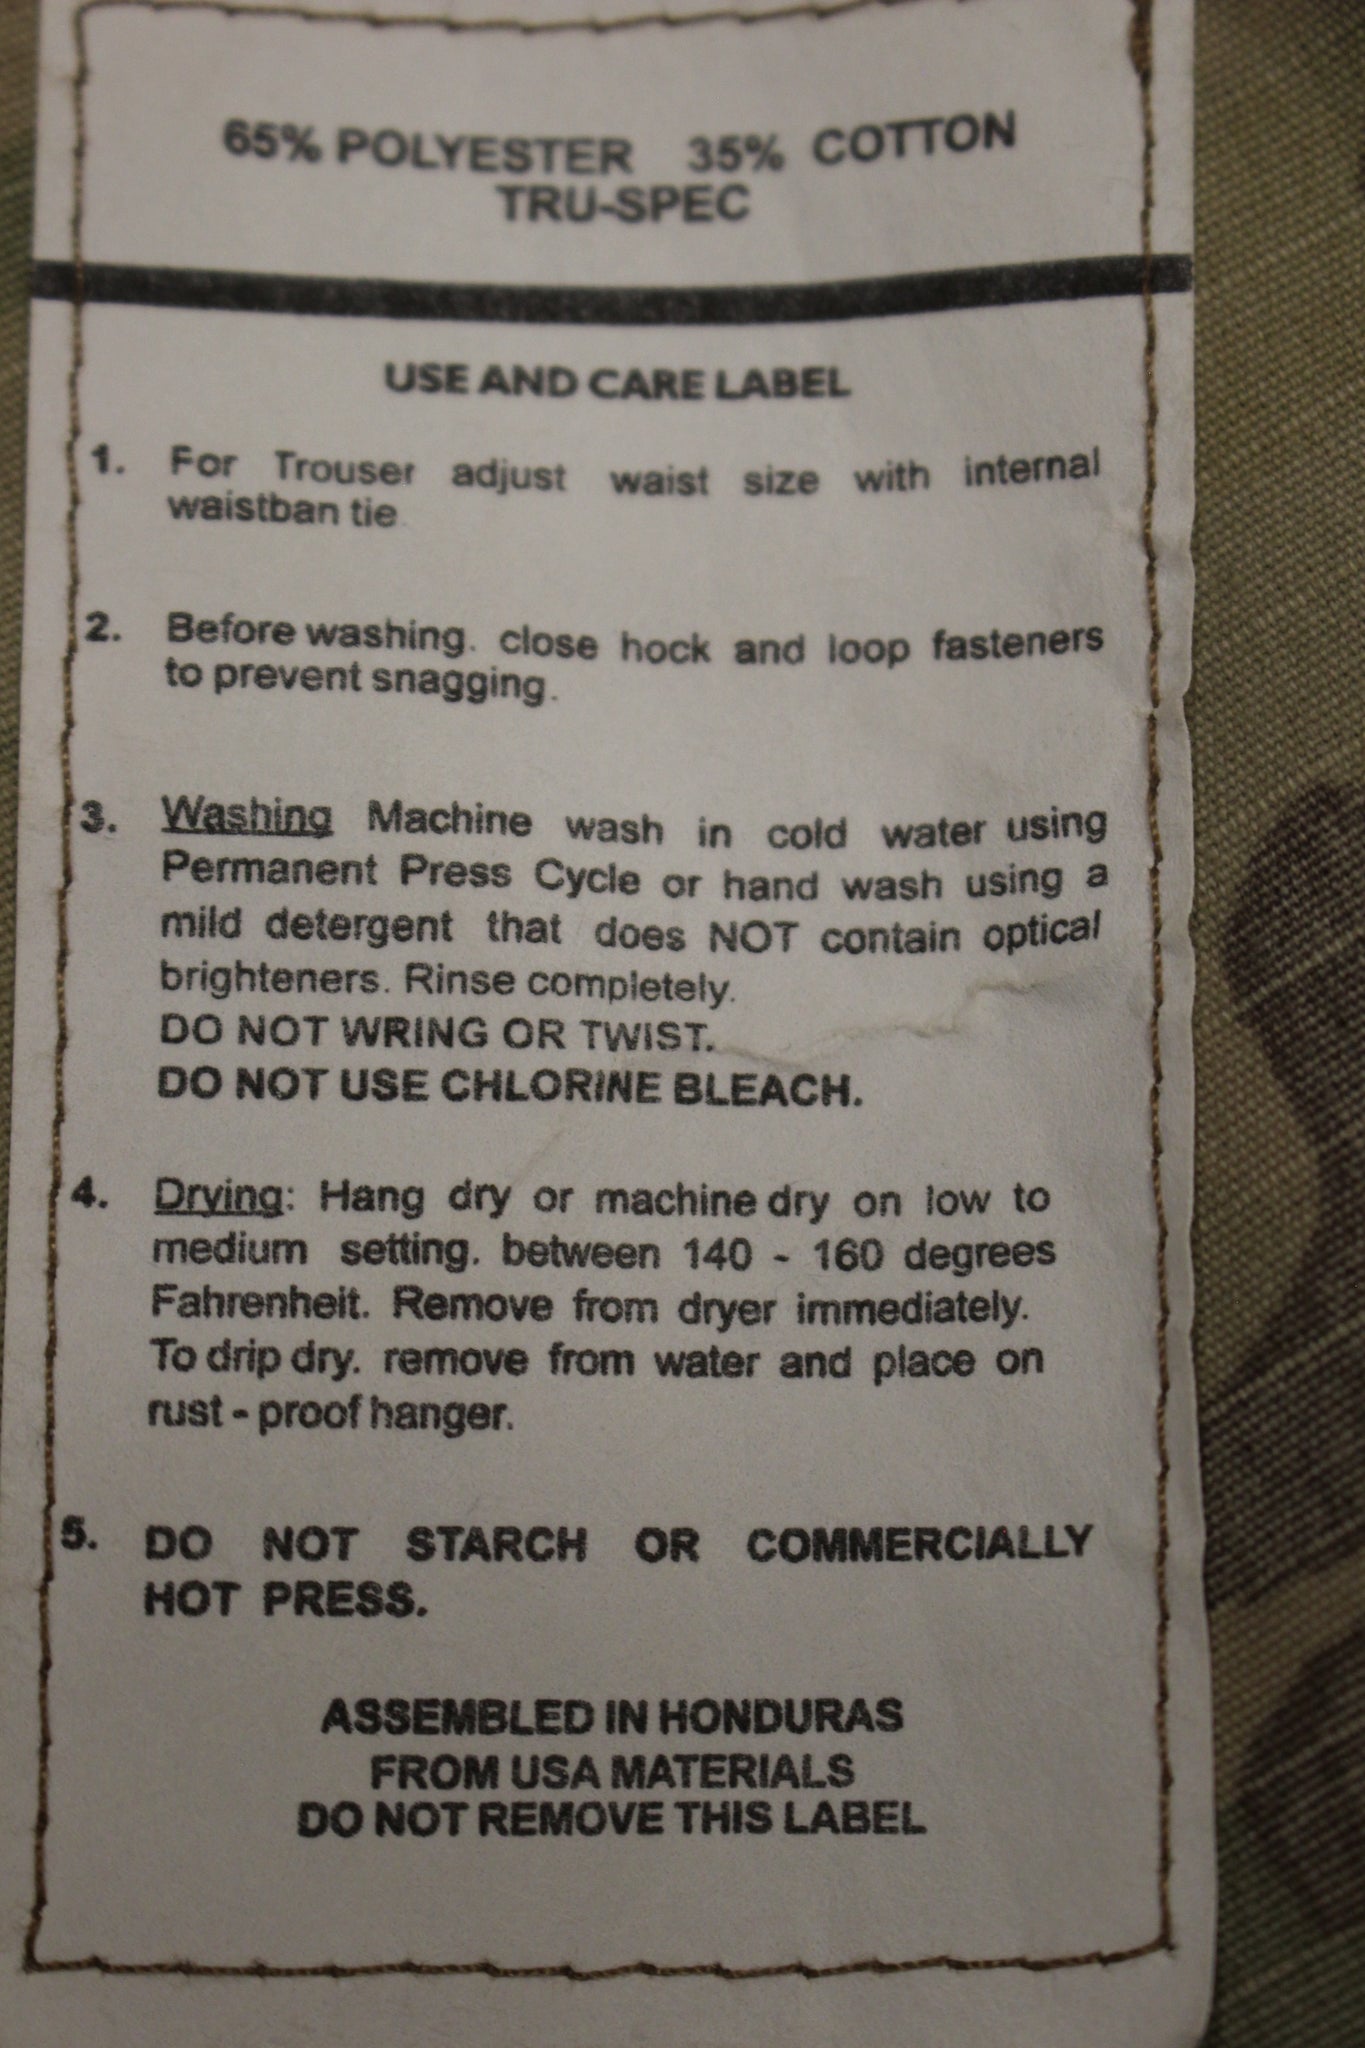 65% POLYESTER 35% COTTON
TRU-SPEC
USE AND CARE LABEL
1. For Trouser adjust waist size with internal
waistban tie
2. Before washing. close hock and loop fasteners
to prevent snagging.
3. Washing Machine wash in cold water using
Permanent Press Cycle or hand wash using a
mild detergent that does NOT contain optical
brighteners. Rinse completely.
DO NOT WRING OR TWIST.
DO NOT USE CHLORINE BLEACH.
4. Drying: Hang dry or machine dry on low to
medium setting. between 140 - 160 degrees
Fahrenheit. Remove from dryer immediately.
To drip dry. remove from water and place on
rust - proof hanger.
5. DO NOT STARCH OR COMMERCIALLY
HOT PRESS.
ASSEMBLED IN HONDURAS
FROM USA MATERIALS
DO NOT REMOVE THIS LABEL